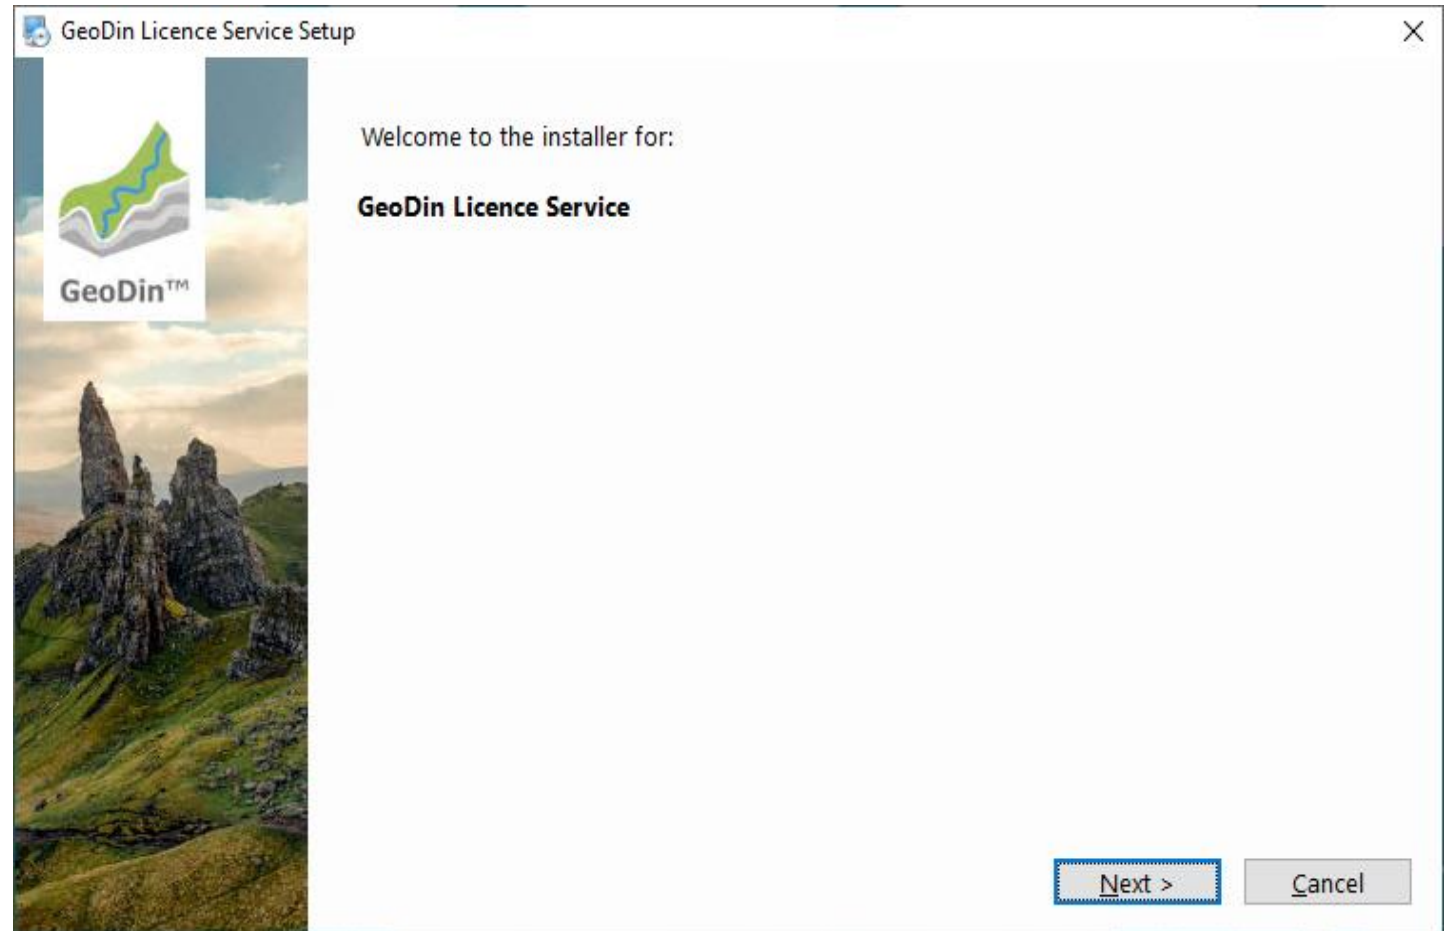 GeoDin Licence Service Setup
GeoDin™
Welcome to the installer for:
GeoDin Licence Service
Next >
Cancel